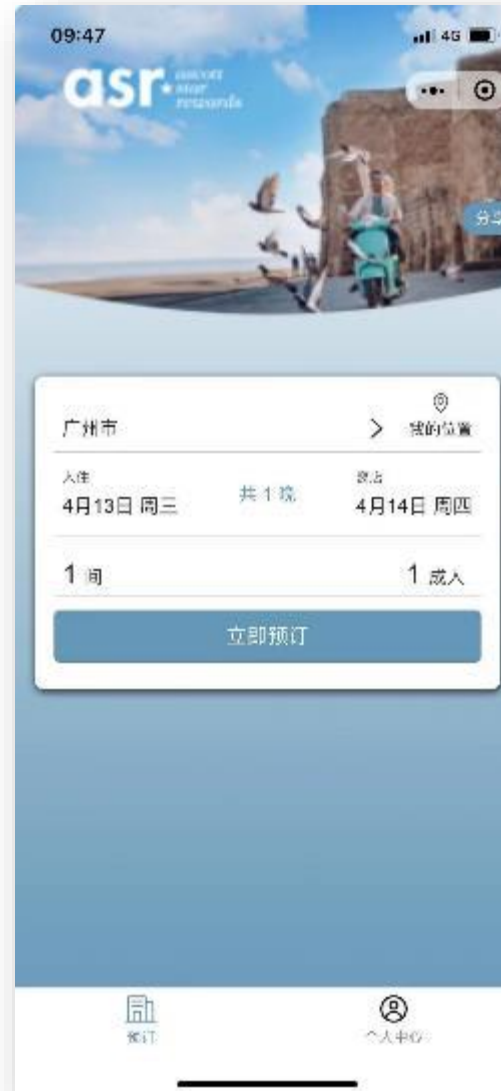 09:47
4G
asr.
ascott
star
rewards
广州市
我的位置
入住
离店
4月13日 周三
共 1 晚
4月14日 周四
1 间
1 成人
立即预订
预订
个人中心